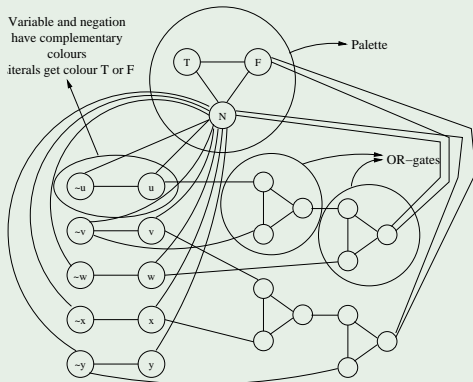 Variable and negation
have complementary
colours
iterals get colour T or F
Palette
T
F
N
OR-gates
~u
u
~v
v
~w
w
~x
x
~y
y